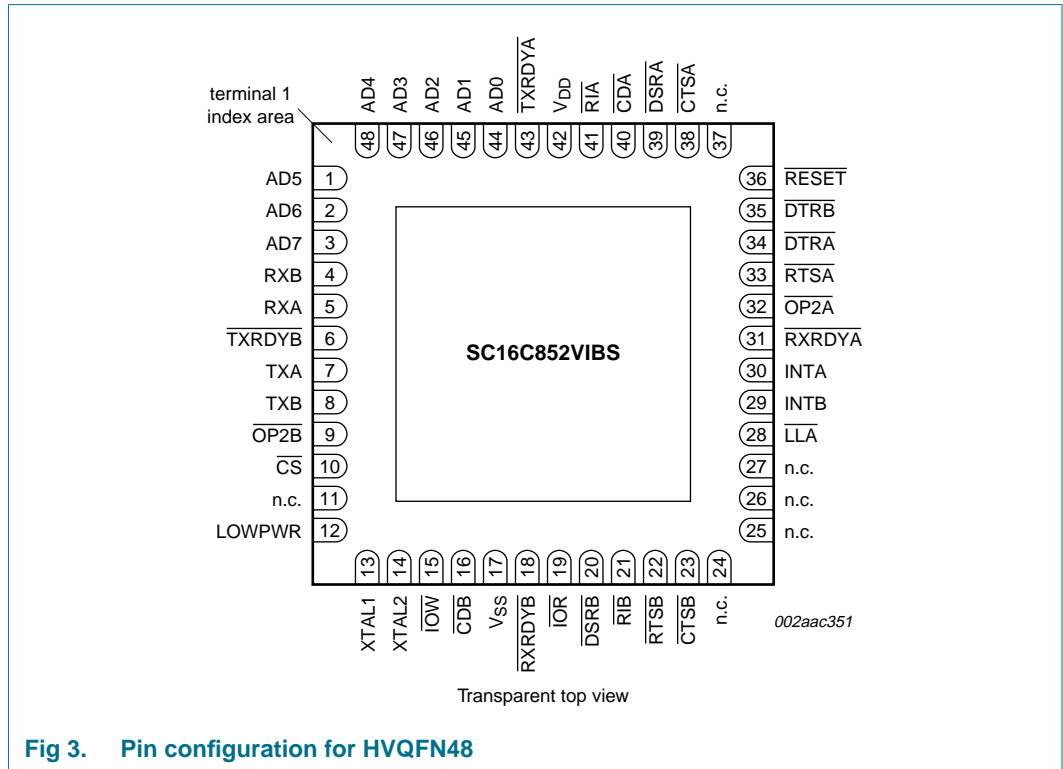 terminal 1
index area
AD4
AD3
AD2
AD1
AD0
TXRDYA
VDD
RIA
CDA
DSRA
CTSA
n.c.
48
47
46
45
44
43
42
41
40
39
38
37
AD5 1
AD6 2
AD7 3
RXB 4
RXA 5
TXRDYB 6
TXA 7
TXB 8
OP2B 9
CS 10
n.c. 11
LOWPWR 12
SC16C852VIBS
36 RESET
35 DTRB
34 DTRA
33 RTSA
32 OP2A
31 RXRDYA
30 INTA
29 INTB
28 LLA
27 n.c.
26 n.c.
25 n.c.
13
14
15
16
17
18
19
20
21
22
23
24
XTAL1
XTAL2
IOW
CDB
VSS
RXRDYB
IOR
DSRB
RIB
RTSB
CTSB
n.c.
002aac351
Transparent top view
Fig 3. Pin configuration for HVQFN48